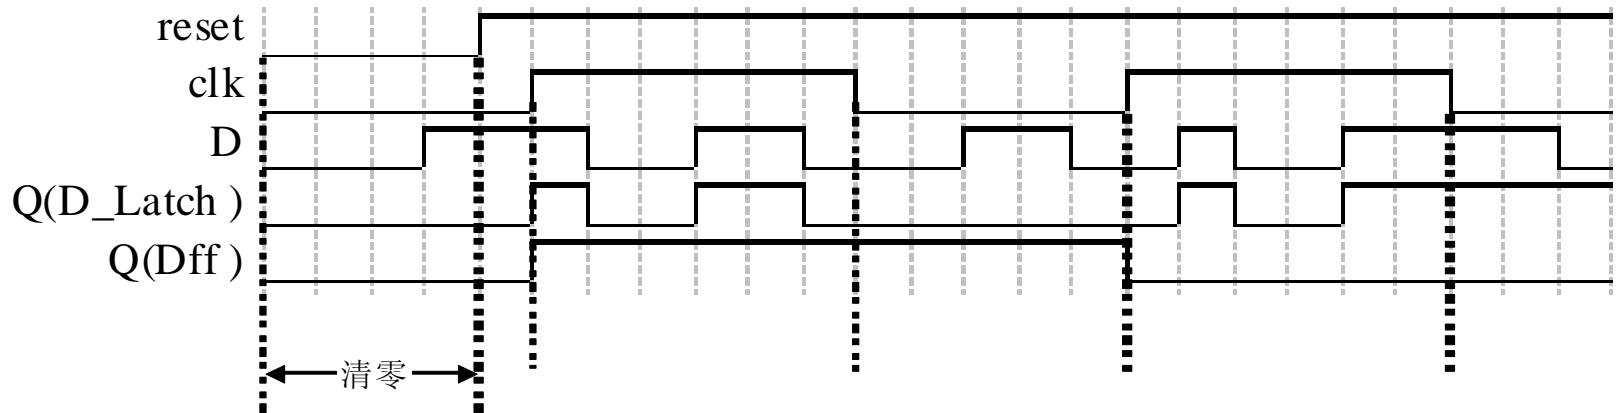 reset
clk
D
Q(D_Latch )
Q(Dff )
清零